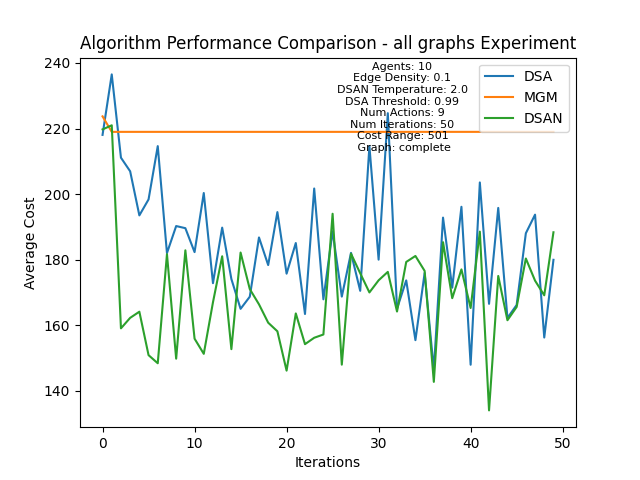 Algorithm Performance Comparison - all graphs Experiment
Agents: 10
Edge Density: 0.1
DSAN Temperature: 2.0
DSA Threshold: 0.99
Num Actions: 9
Num Iterations: 50
Cost Range: 501
Graph: complete
DSA
MGM
DSAN
Average Cost
240
220
200
180
160
140
0 10 20 30 40 50
Iterations